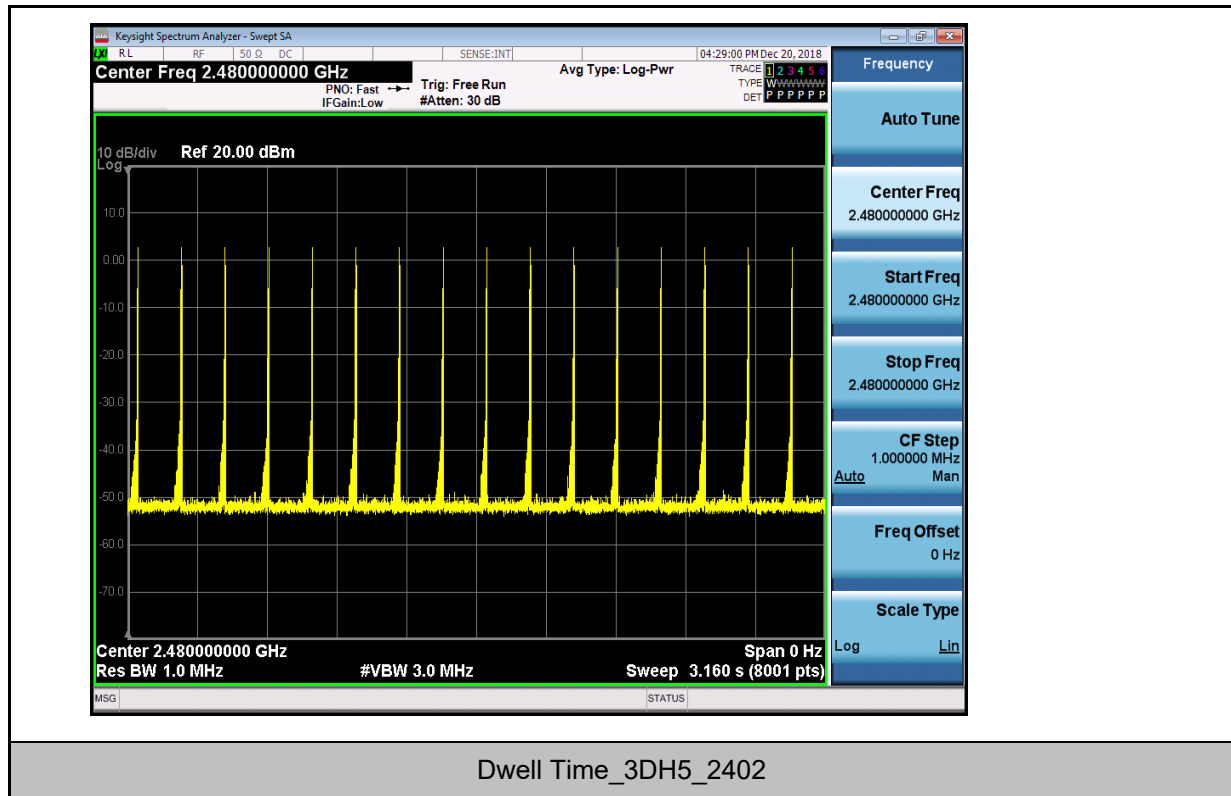 Keysight Spectrum Analyzer - Swept SA
LXI RL RF 50 Ω DC SENSE:INT 04:29:00 PM Dec 20, 2018
Center Freq 2.480000000 GHz
PNO: Fast
IFGain:Low
Trig: Free Run
#Atten: 30 dB
Avg Type: Log-Pwr
TRACE 1 2 3 4 5 6
TYPE WWWWWW
DET P P P P P P
10 dB/div Ref 20.00 dBm
Log
10.0
0.00
-10.0
-20.0
-30.0
-40.0
-50.0
-60.0
-70.0
Center 2.480000000 GHz Span 0 Hz
Res BW 1.0 MHz #VBW 3.0 MHz Sweep 3.160 s (8001 pts)
MSG STATUS
Frequency
Auto Tune
Center Freq
2.480000000 GHz
Start Freq
2.480000000 GHz
Stop Freq
2.480000000 GHz
CF Step
1.000000 MHz
Auto Man
Freq Offset
0 Hz
Scale Type
Log Lin
Dwell Time_3DH5_2402